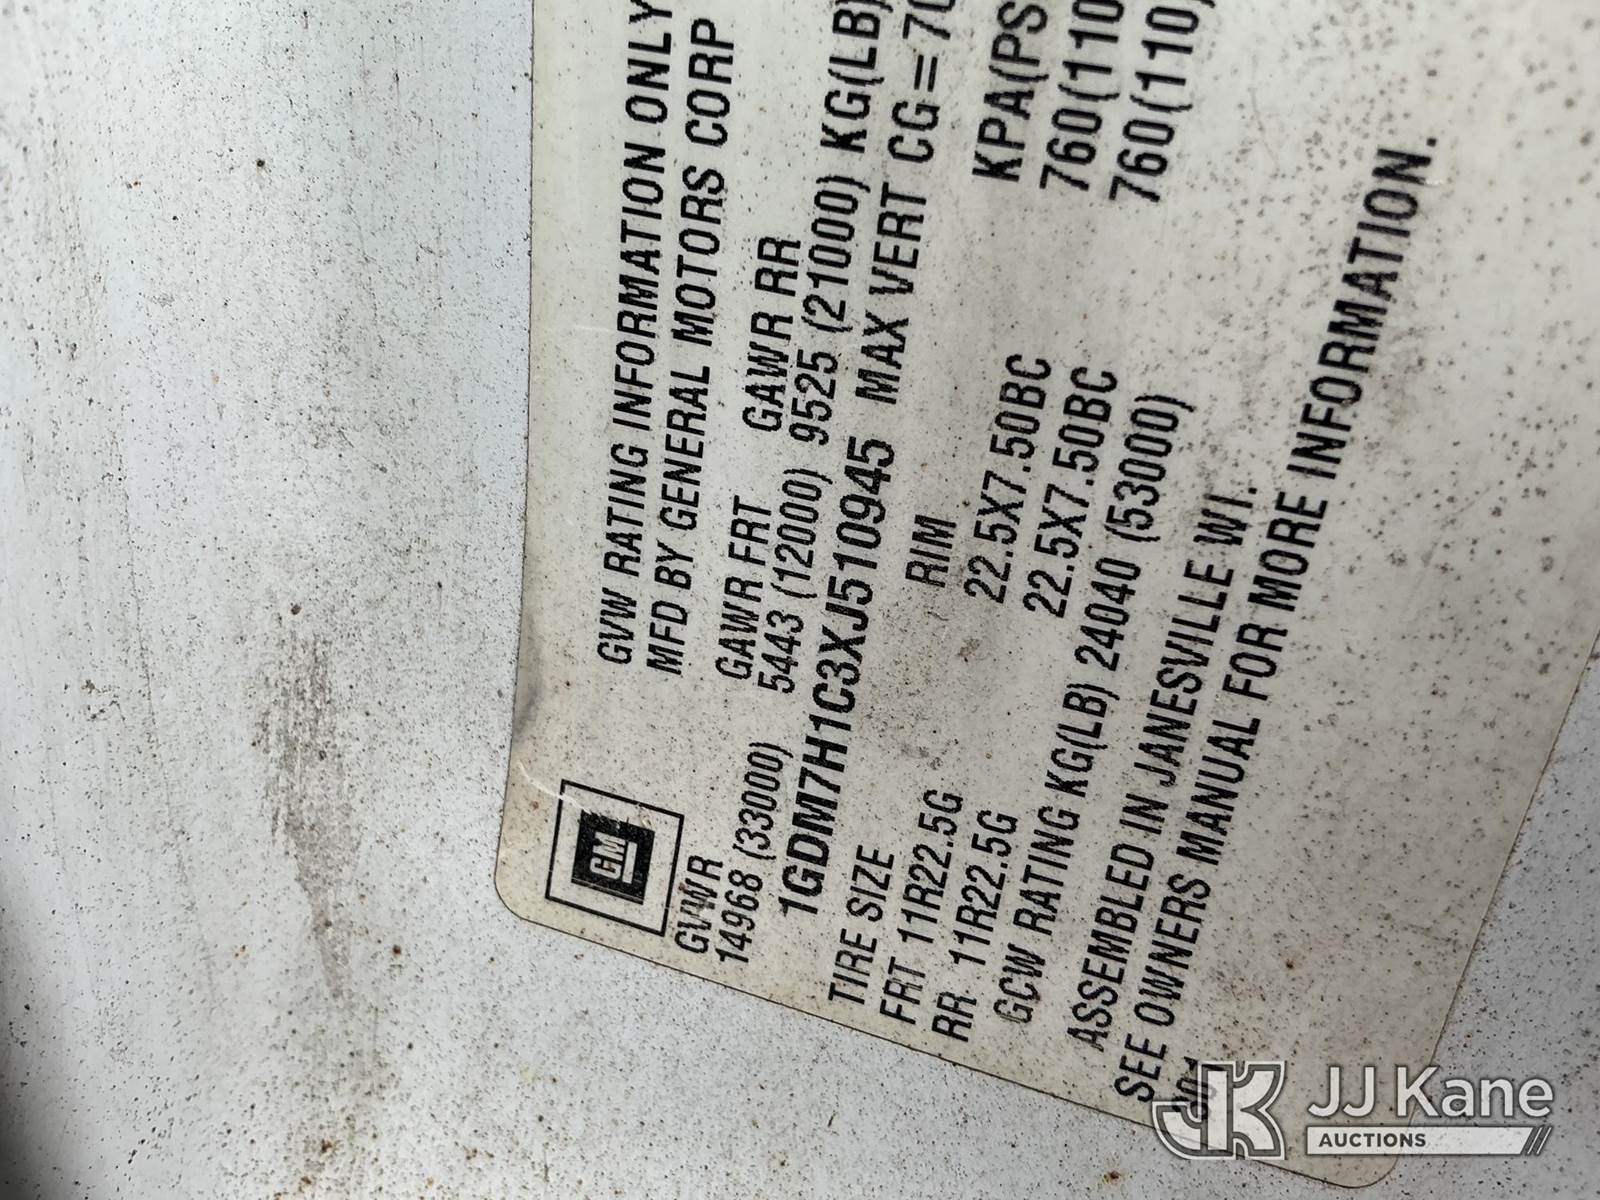 GM
GVW RATING INFORMATION ONLY
MFD BY GENERAL MOTORS CORP
GVWR GAWR FRT GAWR RR
14968 (33000) 5443 (12000) 9525 (21000) KG(LB)
1GDM7H1C3XJ510945 MAX VERT CG=
TIRE SIZE RIM KPA(PS
FRT 11R22.5G 22.5X7.50BC 760(110
RR 11R22.5G 22.5X7.50BC 760(110)
GCW RATING KG(LB) 24040 (53000)
ASSEMBLED IN JANESVILLE WI.
SEE OWNERS MANUAL FOR MORE INFORMATION.
JK JJ Kane
AUCTIONS